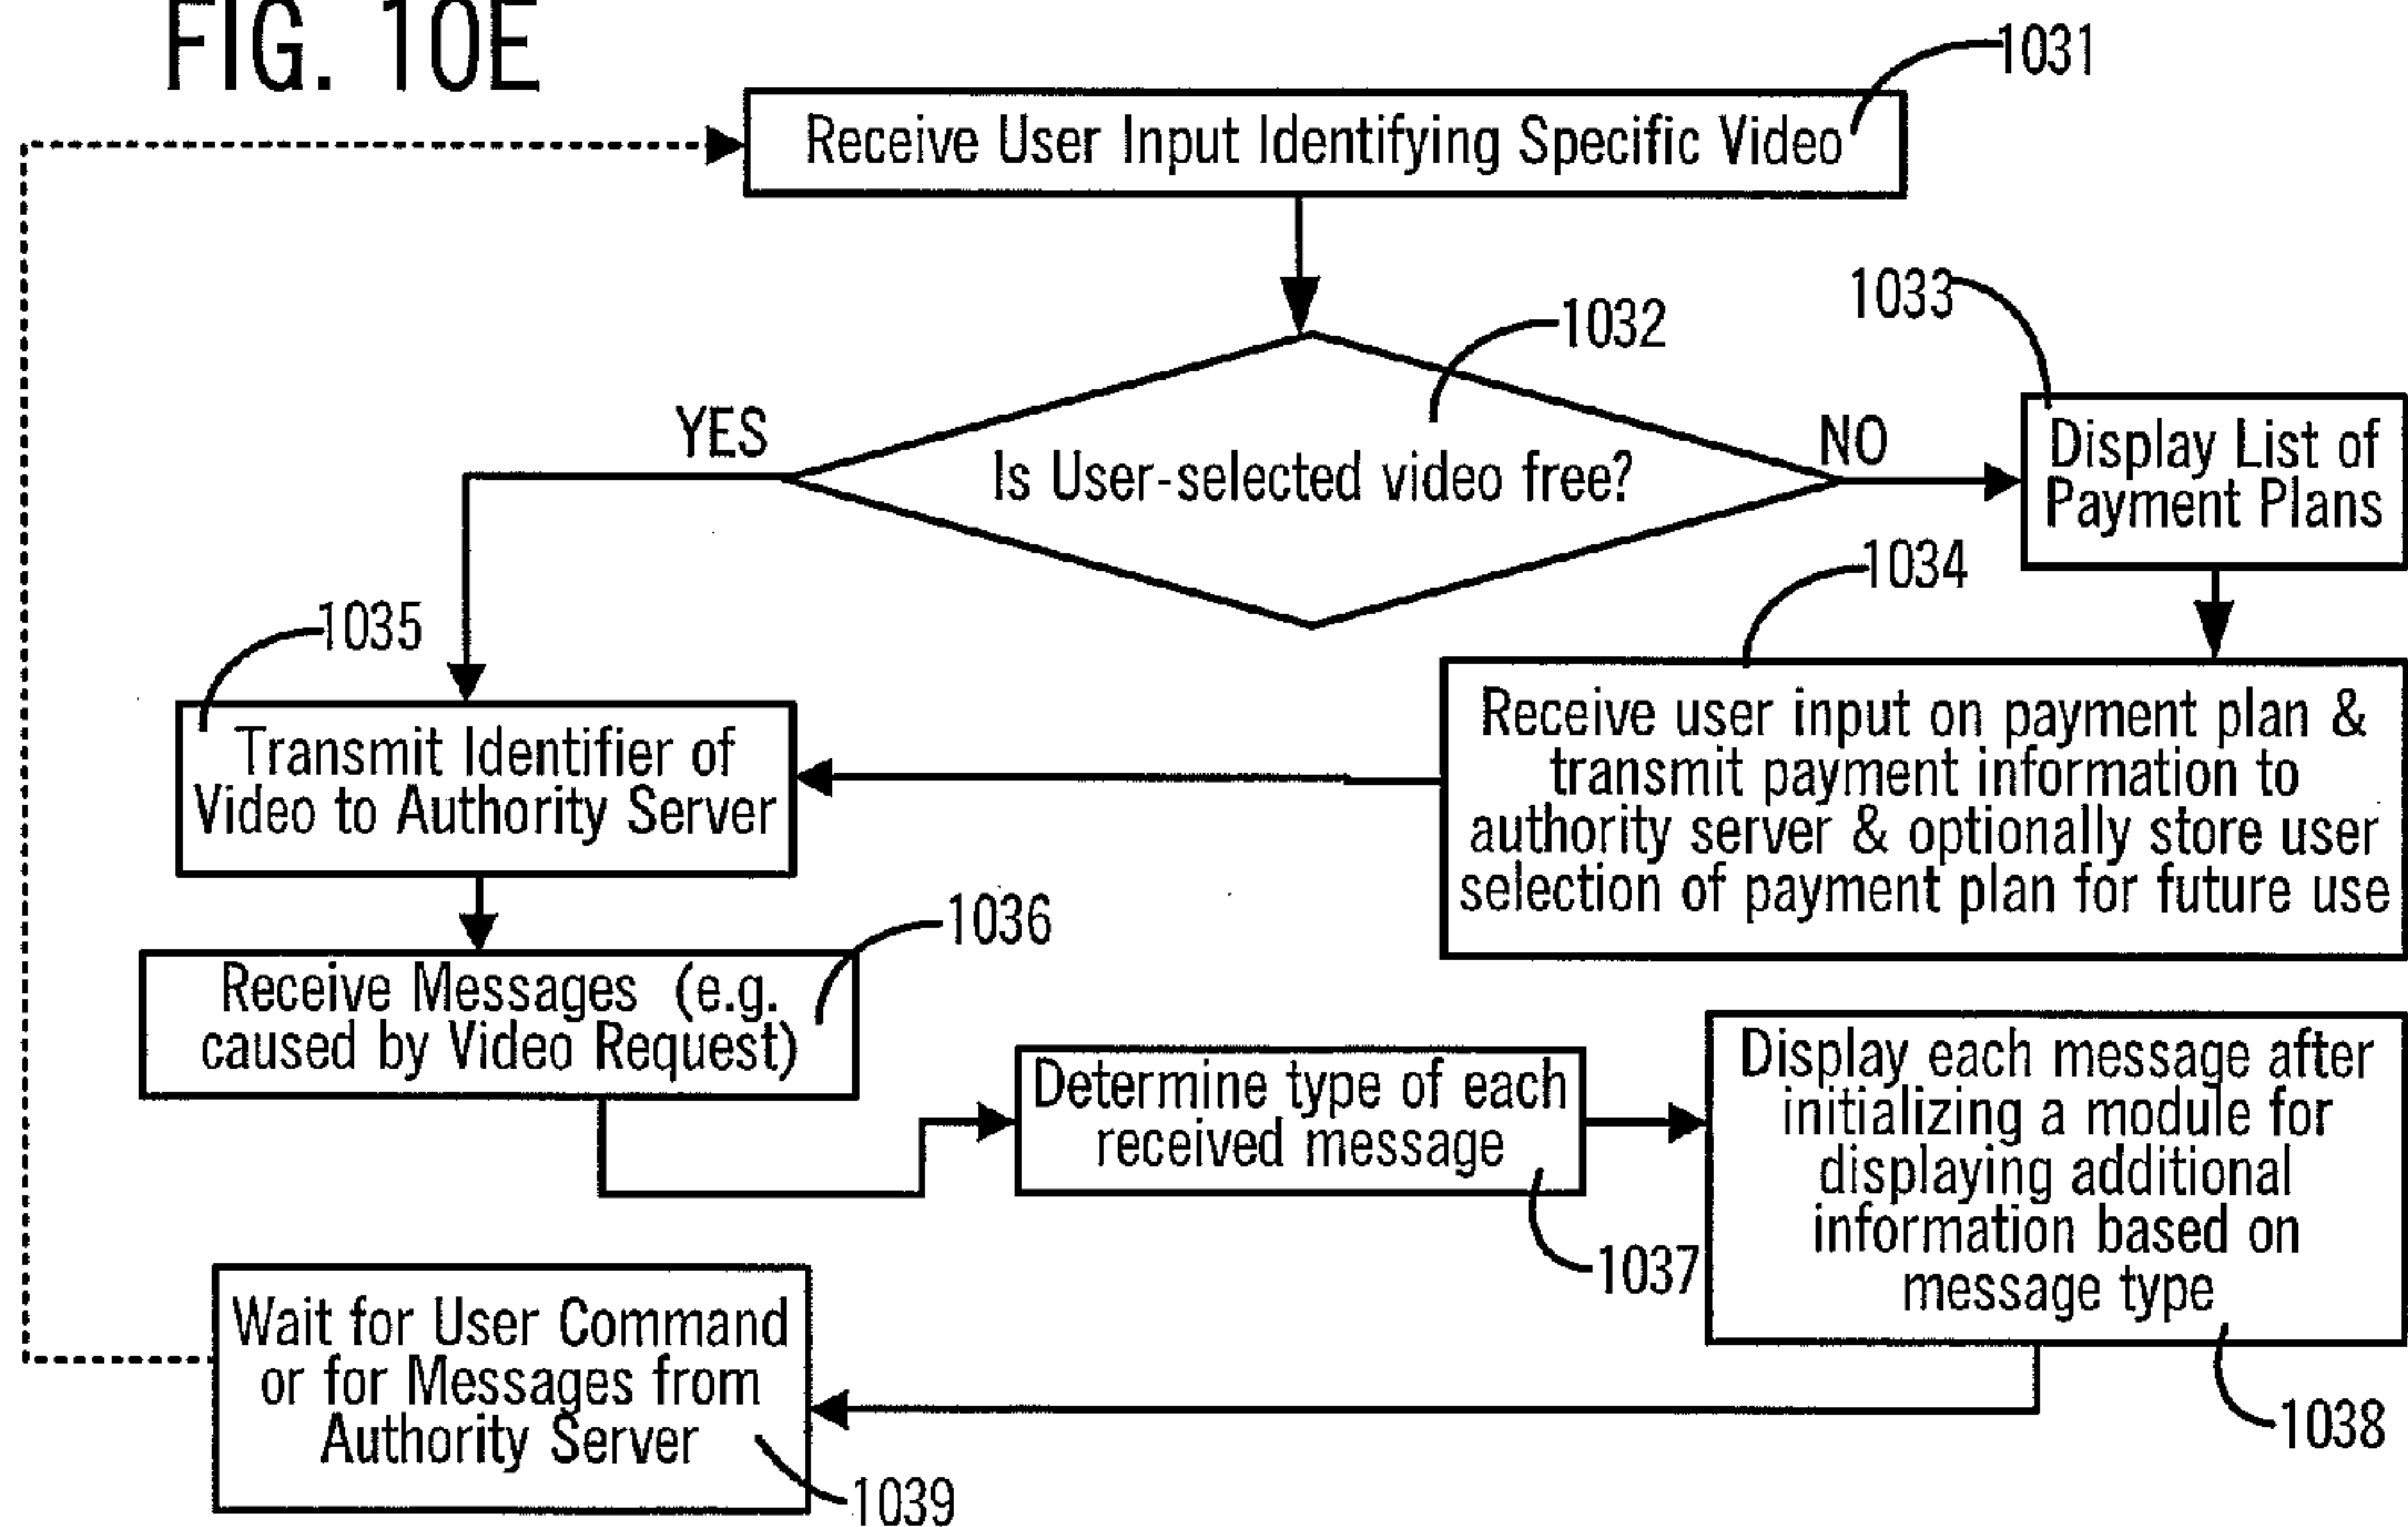 FIG. 10E
1031
Receive User Input Identifying Specific Video
1032
1033
YES
Is User-selected video free?
NO
Display List of
Payment Plans
1034
1035
Transmit Identifier of
Video to Authority Server
Receive user input on payment plan &
transmit payment information to
authority server & optionally store user
selection of payment plan for future use
1036
Receive Messages (e.g.
caused by Video Request)
Determine type of each
received message
1037
Display each message after
initializing a module for
displaying additional
information based on
message type
1038
Wait for User Command
or for Messages from
Authority Server
1039